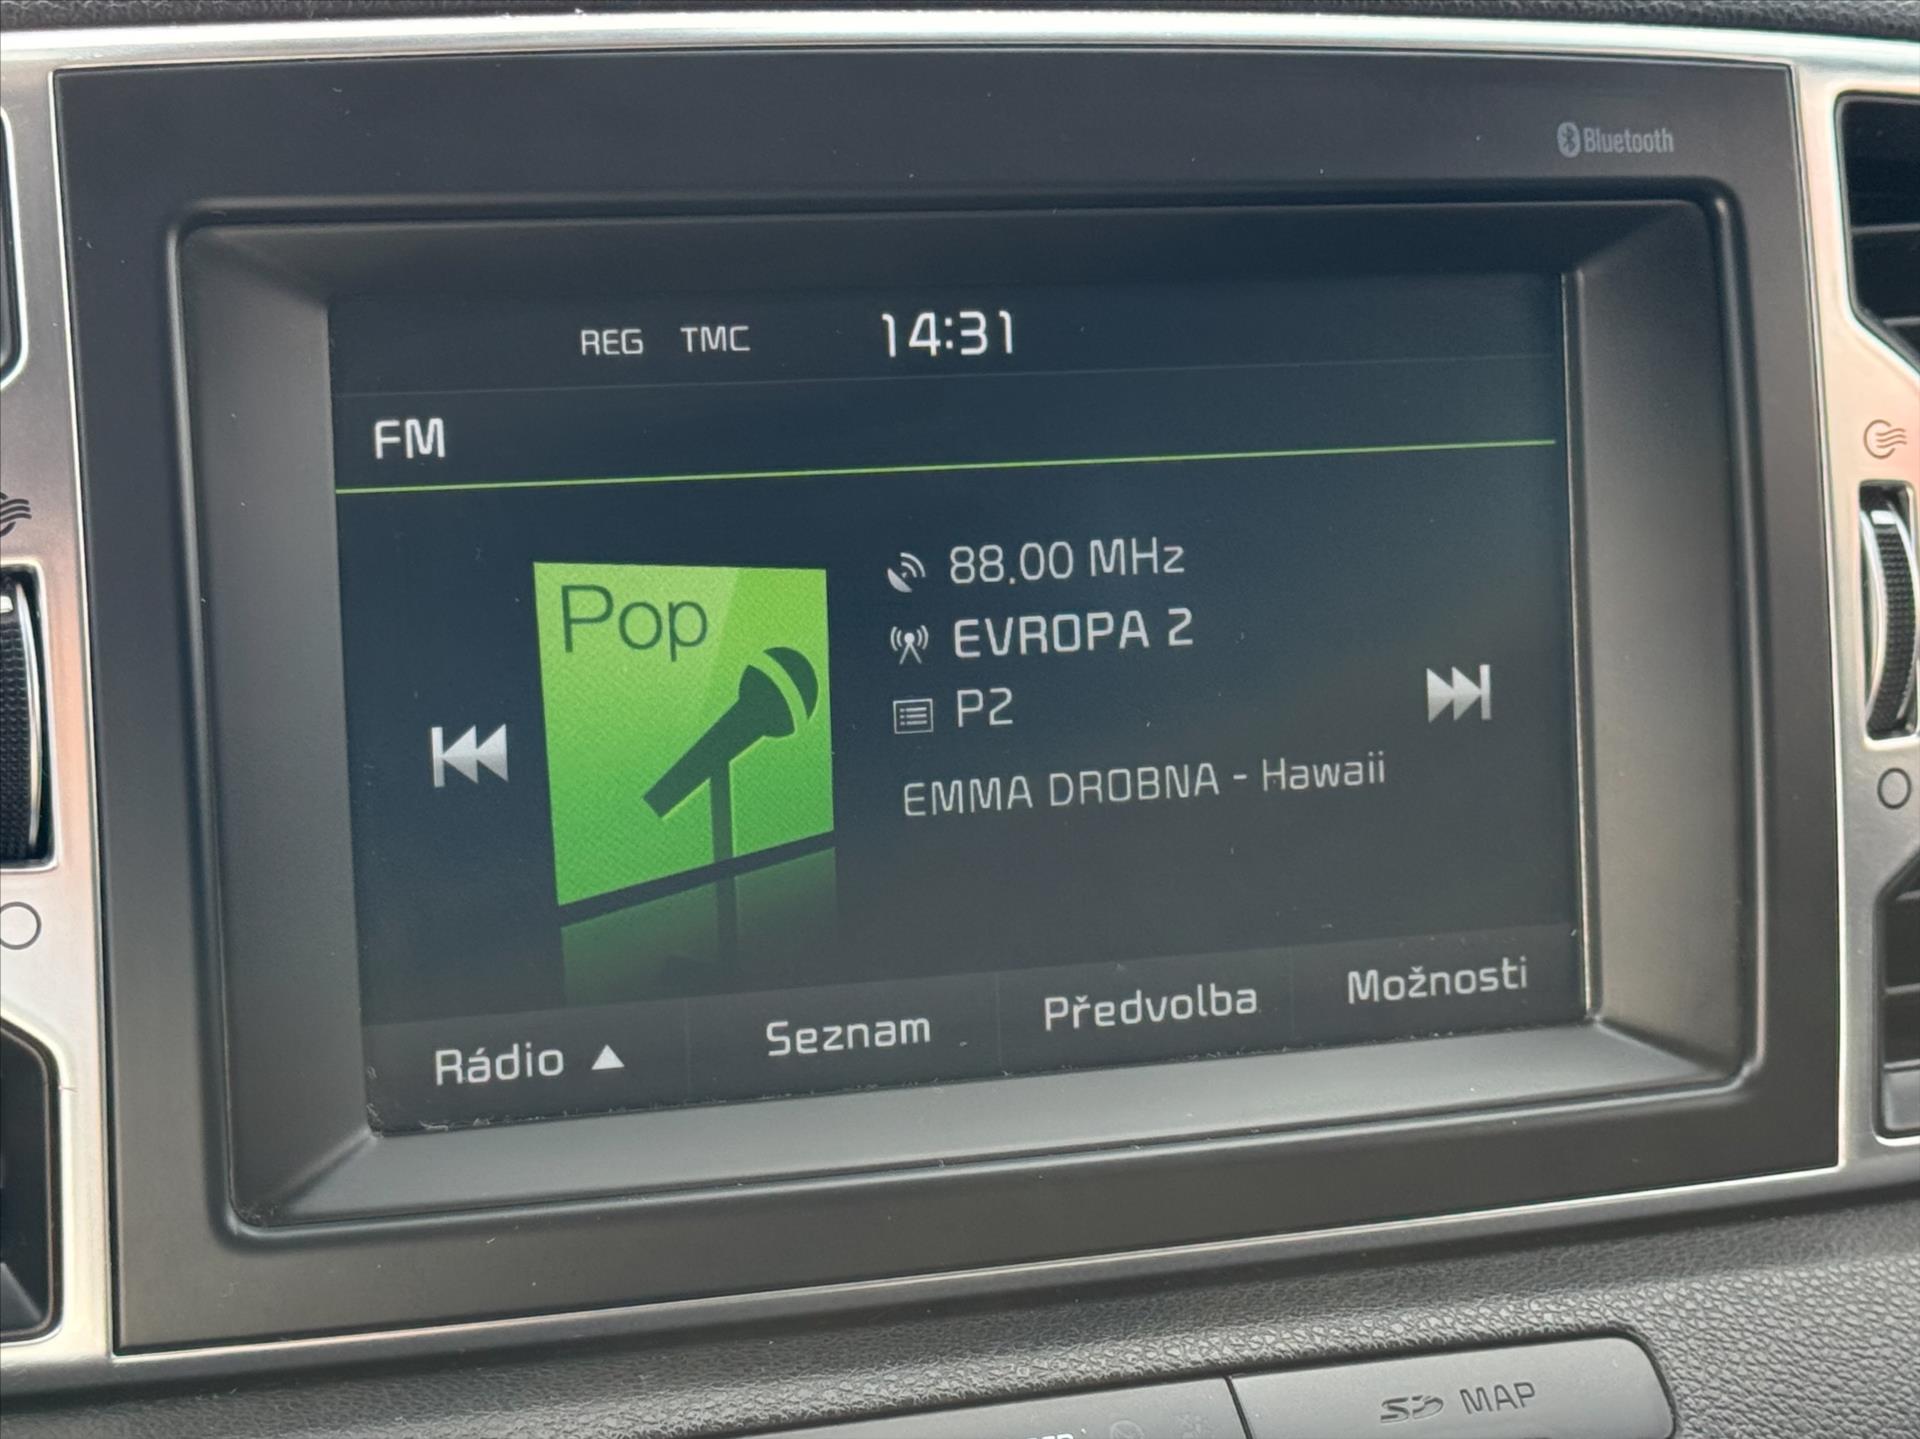 Bluetooth
REG TMC 14:31
FM
Pop
88.00 MHz
EVROPA 2
P2
EMMA DROBNA - Hawaii
Rádio ▲ Seznam Předvolba Možnosti
SD MAP